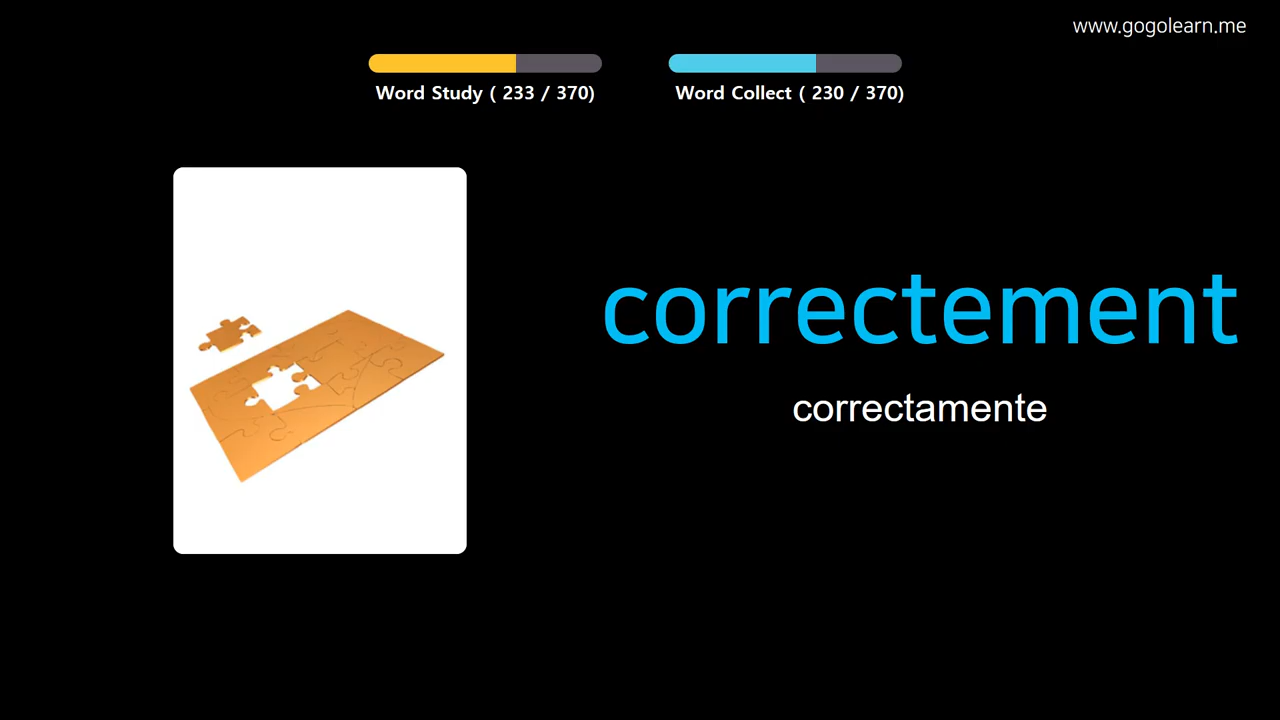 www.gogolearn.me
Word Study ( 233 / 370)
Word Collect ( 230 / 370)
correctement
correctamente